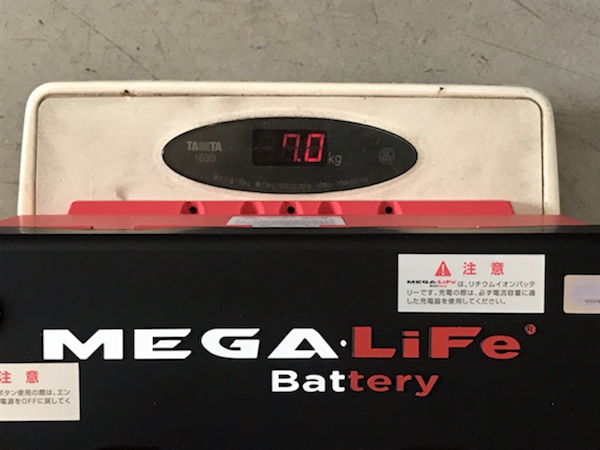 TANITA
1630
7.0 kg
注意
MEGA・LiFe Battery は、リチウムイオンバッテ
リーです。充電の際は、必ず電流容量に適
した充電器を使用してください。
MEGA・LiFe®
Battery
注意
ボタン使用の際は、エン
電源をOFFに戻してく